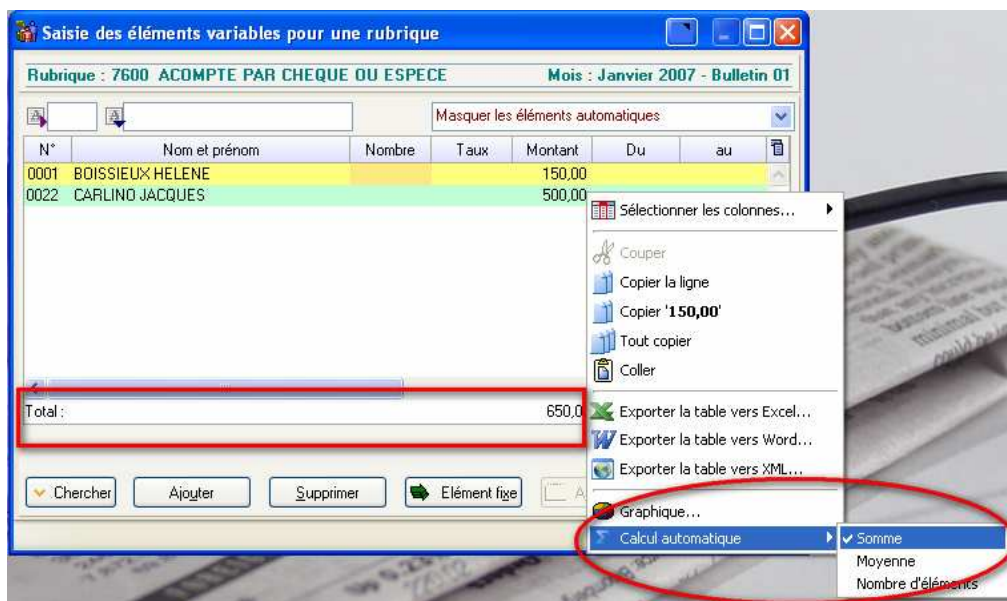 Saisie des éléments variables pour une rubrique
Rubrique : 7600 ACOMPTE PAR CHEQUE OU ESPECE Mois : Janvier 2007 - Bulletin 01
Masquer les éléments automatiques
N° Nom et prénom Nombre Taux Montant Du au
0001 BOISSIEUX HELENE 150,00
0022 CARLINO JACQUES 500,00
Sélectionner les colonnes...
Couper
Copier la ligne
Copier '150,00'
Tout copier
Coller
Total : 650,0
Exporter la table vers Excel...
Exporter la table vers Word...
Exporter la table vers XML...
Chercher Ajouter Supprimer Elément fixe A
Graphique...
Calcul automatique Somme
Moyenne
Nombre d'éléments